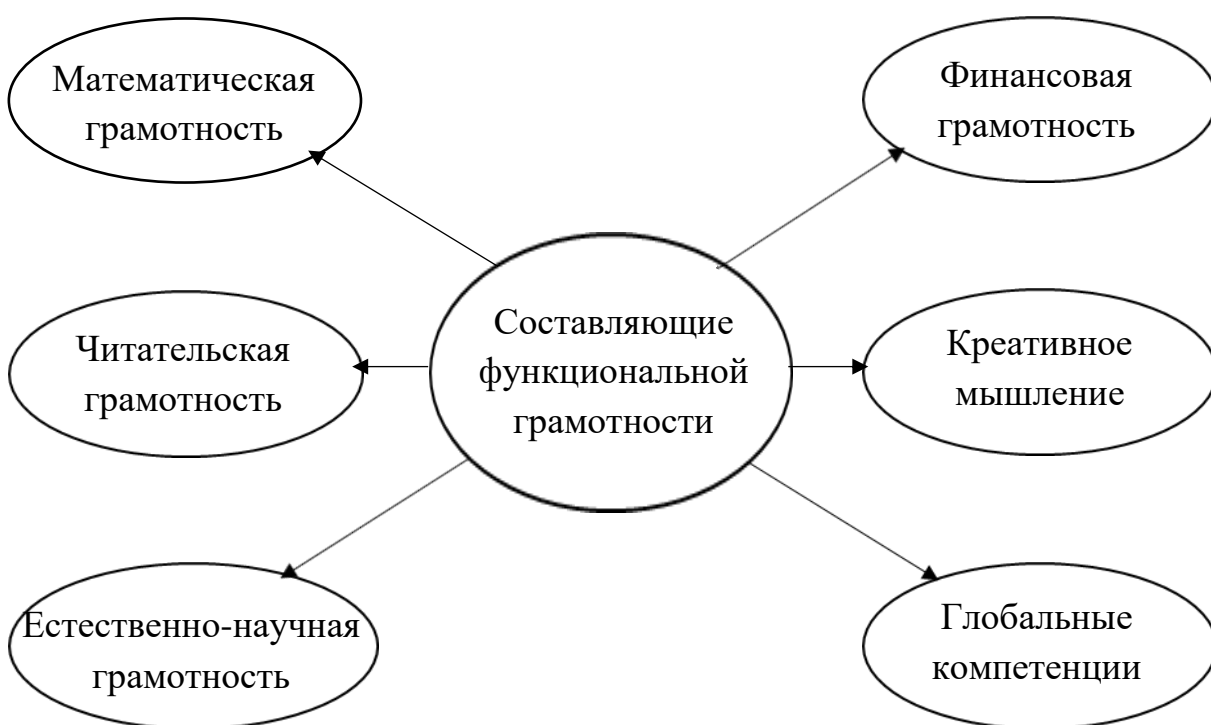 Математическая
грамотность
Финансовая
грамотность
Составляющие
функциональной
грамотности
Читательская
грамотность
Креативное
мышление
Естественно-научная
грамотность
Глобальные
компетенции